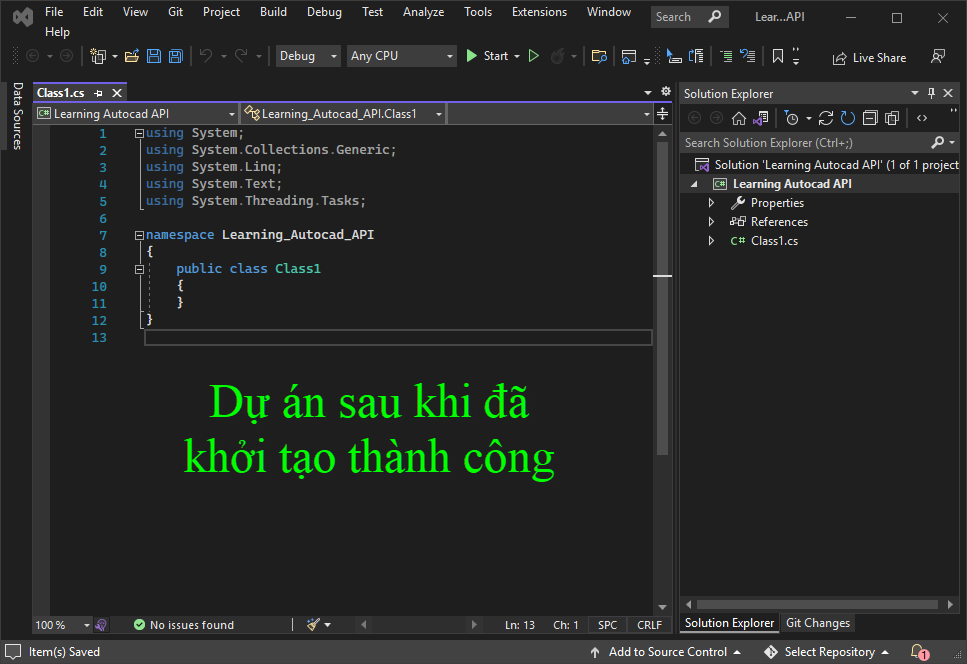 File Edit View Git Project Build Debug Test Analyze Tools Extensions Window Search Lear...API
Help
Debug Any CPU Start Live Share
Data Sources
Class1.cs
Learning Autocad API Learning_Autocad_API.Class1
1 using System;
2 using System.Collections.Generic;
3 using System.Linq;
4 using System.Text;
5 using System.Threading.Tasks;
6
7 namespace Learning_Autocad_API
8 {
9 public class Class1
10 {
11 }
12 }
13
Dự án sau khi đã
khởi tạo thành công
100 % No issues found Ln: 13 Ch: 1 SPC CRLF
Solution Explorer
Search Solution Explorer (Ctrl+;)
Solution 'Learning Autocad API' (1 of 1 project
C# Learning Autocad API
Properties
References
C# Class1.cs
Solution Explorer Git Changes
Item(s) Saved Add to Source Control Select Repository 1